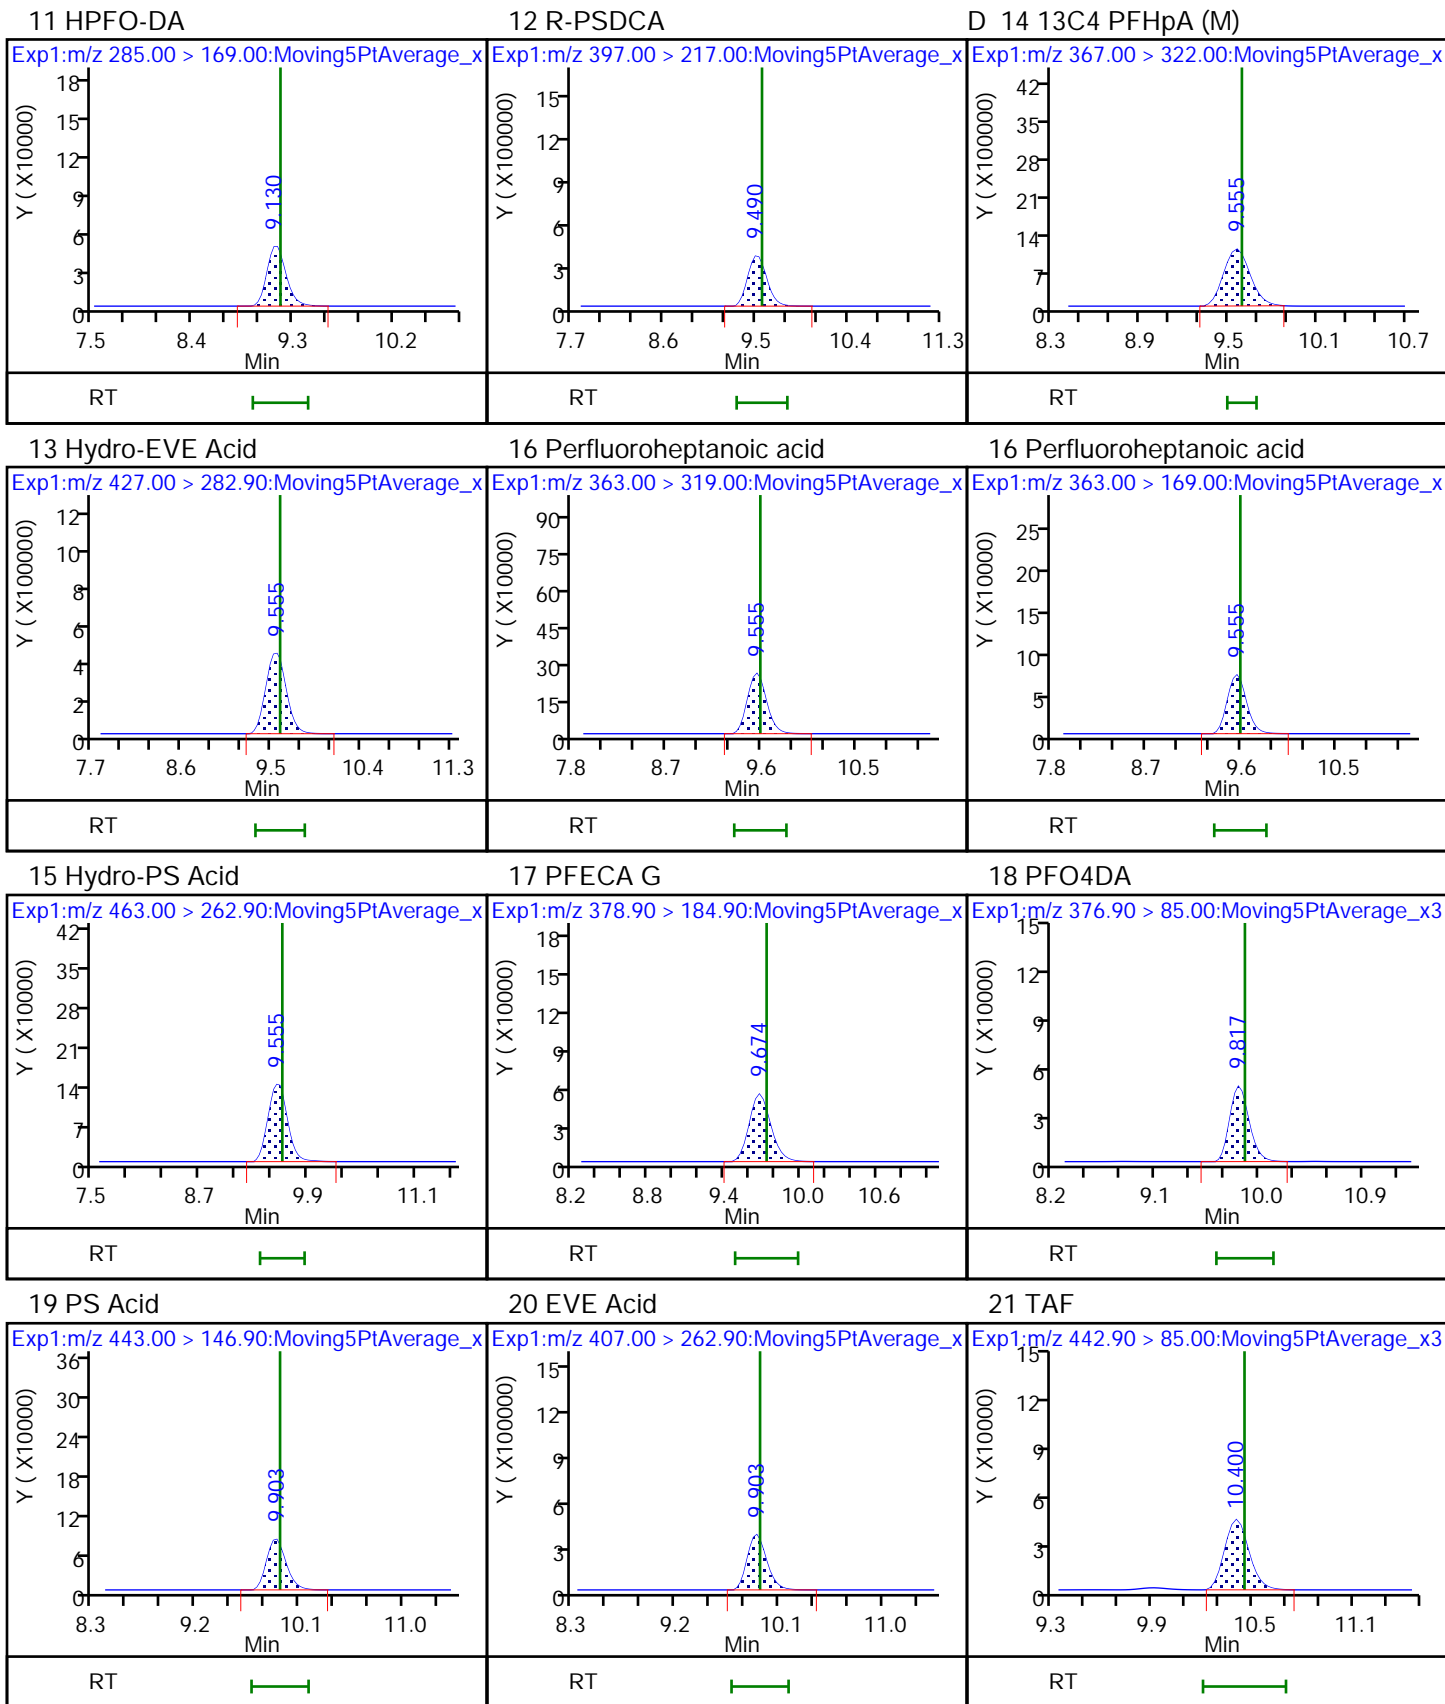 11 HPFO-DA
Exp1:m/z 285.00 > 169.00:Moving5PtAverage_x
Y ( X100000)
18
15
12
9
6
3
0
9.130
7.5 8.4 9.3 10.2
Min
RT
12 R-PSDCA
Exp1:m/z 397.00 > 217.00:Moving5PtAverage_x
Y ( X1000000)
15
12
9
6
3
0
9.490
7.7 8.6 9.5 10.4 11.3
Min
RT
D 14 13C4 PFHpA (M)
Exp1:m/z 367.00 > 322.00:Moving5PtAverage_x
Y ( X100000)
42
35
28
21
14
7
0
9.555
8.3 8.9 9.5 10.1 10.7
Min
RT
13 Hydro-EVE Acid
Exp1:m/z 427.00 > 282.90:Moving5PtAverage_x
Y ( X1000000)
12
10
8
6
4
2
0
9.555
7.7 8.6 9.5 10.4 11.3
Min
RT
16 Perfluoroheptanoic acid
Exp1:m/z 363.00 > 319.00:Moving5PtAverage_x
Y ( X10000)
90
75
60
45
30
15
0
9.555
7.8 8.7 9.6 10.5
Min
RT
16 Perfluoroheptanoic acid
Exp1:m/z 363.00 > 169.00:Moving5PtAverage_x
Y ( X10000)
25
20
15
10
5
0
9.555
7.8 8.7 9.6 10.5
Min
RT
15 Hydro-PS Acid
Exp1:m/z 463.00 > 262.90:Moving5PtAverage_x
Y ( X10000)
42
35
28
21
14
7
0
9.555
7.5 8.7 9.9 11.1
Min
RT
17 PFECA G
Exp1:m/z 378.90 > 184.90:Moving5PtAverage_x
Y ( X100000)
18
15
12
9
6
3
0
9.674
8.2 8.8 9.4 10.0 10.6
Min
RT
18 PFO4DA
Exp1:m/z 376.90 > 85.00:Moving5PtAverage_x3
Y ( X10000)
15
12
9
6
3
0
9.817
8.2 9.1 10.0 10.9
Min
RT
19 PS Acid
Exp1:m/z 443.00 > 146.90:Moving5PtAverage_x
Y ( X10000)
36
30
24
18
12
6
0
9.903
8.3 9.2 10.1 11.0
Min
RT
20 EVE Acid
Exp1:m/z 407.00 > 262.90:Moving5PtAverage_x
Y ( X1000000)
15
12
9
6
3
0
9.903
8.3 9.2 10.1 11.0
Min
RT
21 TAF
Exp1:m/z 442.90 > 85.00:Moving5PtAverage_x3
Y ( X10000)
15
12
9
6
3
0
10.400
9.3 9.9 10.5 11.1
Min
RT